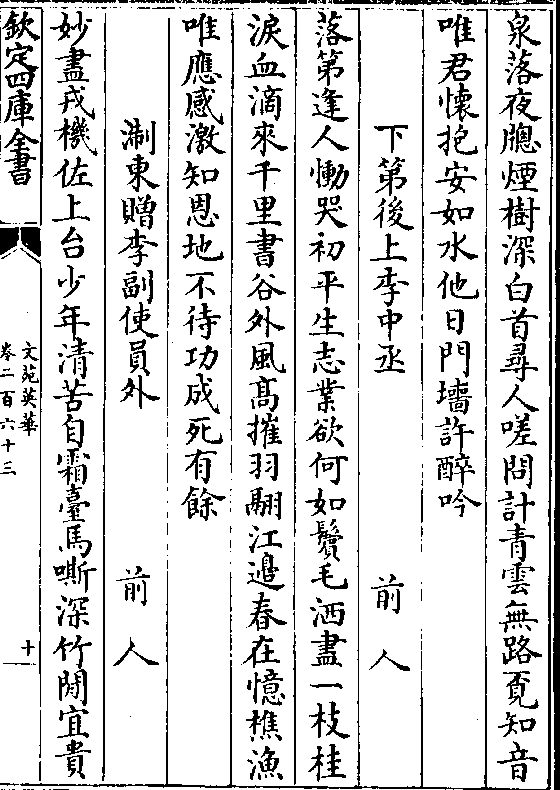 泉落夜牕煙樹深白首尋人嗟問計青雲無路覔知音
唯君懷抱安如水他日門墻許醉吟
下第後上李中丞　前人
落第逢人慟哭初平生志業欲何如鬢毛洒盡一枝桂
淚血滴來千里書谷外風髙摧羽翮江邉春在憶樵漁
唯應感激知恩地不待功成死有餘
淛東贈李副使員外　前人
妙盡戎機佐上台少年清苦自霜臺馬嘶深竹閒宜貴
欽定四庫全書
文苑英華
卷二百六十三
十